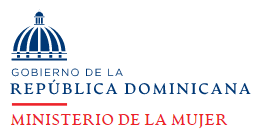 GOBIERNO DE LA
REPÚBLICA DOMINICANA
MINISTERIO DE LA MUJER